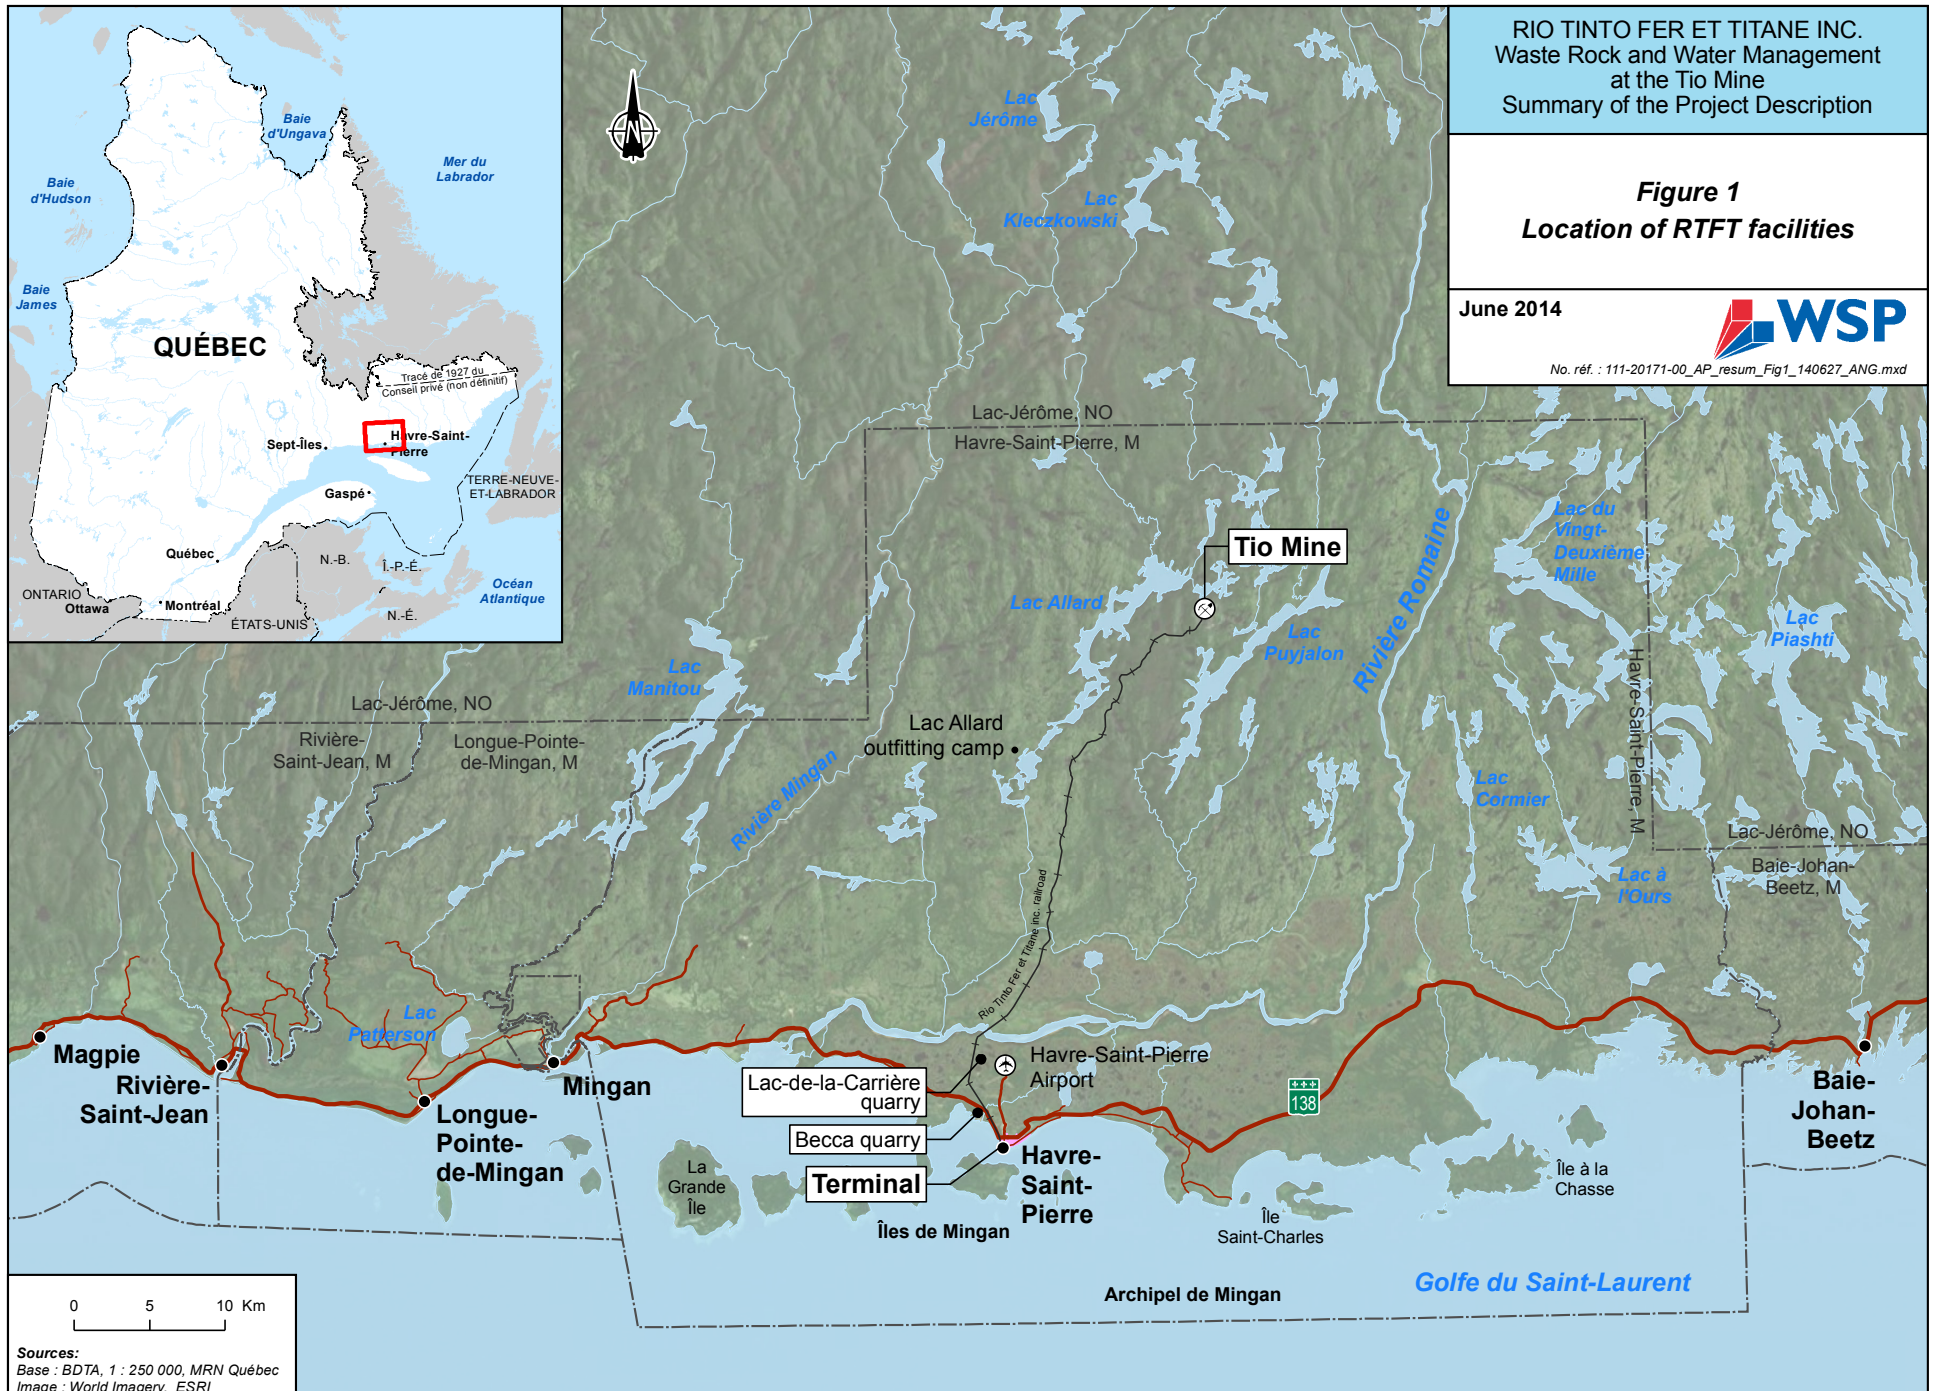 RIO TINTO FER ET TITANE INC.
Waste Rock and Water Management
at the Tio Mine
Summary of the Project Description
Figure 1
Location of RTFT facilities
June 2014
WSP
No. réf. : 111-20171-00_AP_resum_Fig1_140627_ANG.mxd
Baie
d'Ungava
Mer du
Labrador
Baie
d'Hudson
Baie
James
QUÉBEC
Tracé de 1927 du
Conseil privé (non définitif)
Sept-Îles
Havre-Saint-
Pierre
Gaspé
TERRE-NEUVE-
ET-LABRADOR
Québec
N.-B.
Î.-P.-É.
Océan
Atlantique
ONTARIO
Ottawa
Montréal
ÉTATS-UNIS
N.-É.
N
Lac
Jérôme
Lac
Kleczkowski
Lac-Jérôme, NO
Havre-Saint-Pierre, M
Rivière Romaine
Lac du
Vingt-
Deuxième
Mille
Tio Mine
Lac Allard
Lac
Puyjalon
Lac
Piashti
Lac
Manitou
Havre-Saint-Pierre, M
Lac-Jérôme, NO
Rivière-
Saint-Jean, M
Longue-Pointe-
de-Mingan, M
Lac Allard
outfitting camp
Rivière Mingan
Lac
Cormier
Lac-Jérôme, NO
Baie-Johan-
Beetz, M
Lac à
l'Ours
Rio Tinto Fer et Titane inc. railroad
Lac
Patterson
Magpie
Rivière-
Saint-Jean
Longue-
Pointe-
de-Mingan
Mingan
Lac-de-la-Carrière
quarry
Havre-Saint-Pierre
Airport
Becca quarry
Terminal
Havre-
Saint-
Pierre
138
Baie-
Johan-
Beetz
La
Grande
Île
Îles de Mingan
Île
Saint-Charles
Île à la
Chasse
Archipel de Mingan
Golfe du Saint-Laurent
0 5 10 Km
Sources:
Base : BDTA, 1 : 250 000, MRN Québec
Image : World Imagery, ESRI